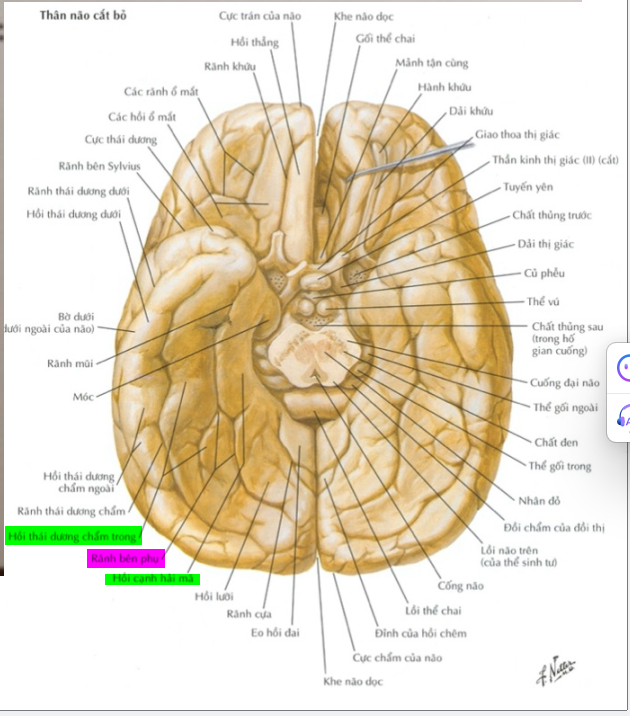 Thân não cắt bỏ
Cực trán của não
Khe não dọc
Hồi thẳng
Gối thể chai
Rãnh khứu
Mảnh tận cùng
Các rãnh ổ mắt
Hành khứu
Các hồi ổ mắt
Dải khứu
Cực thái dương
Giao thoa thị giác
Rãnh bên Sylvius
Thần kinh thị giác (II) (cắt)
Rãnh thái dương dưới
Tuyến yên
Hồi thái dương dưới
Chất thủng trước
Dải thị giác
Củ phễu
Thể vú
Bờ dưới
dưới ngoài của não)
Chất thủng sau
(trong hố
gian cuống)
Rãnh mũi
Móc
Cuống đại não
Thể gối ngoài
Chất đen
Thể gối trong
Hồi thái dương
chẩm ngoài
Nhân đỏ
Rãnh thái dương chẩm
Đồi chẩm của đồi thị
Hồi thái dương chẩm trong
Rãnh bên phụ
Lồi não trên
(của thể sinh tư)
Hồi cạnh hải mã
Cống não
Hồi lưỡi
Lồi thể chai
Rãnh cựa
Eo hồi đai
Đỉnh của hồi chêm
Cực chẩm của não
Khe não dọc